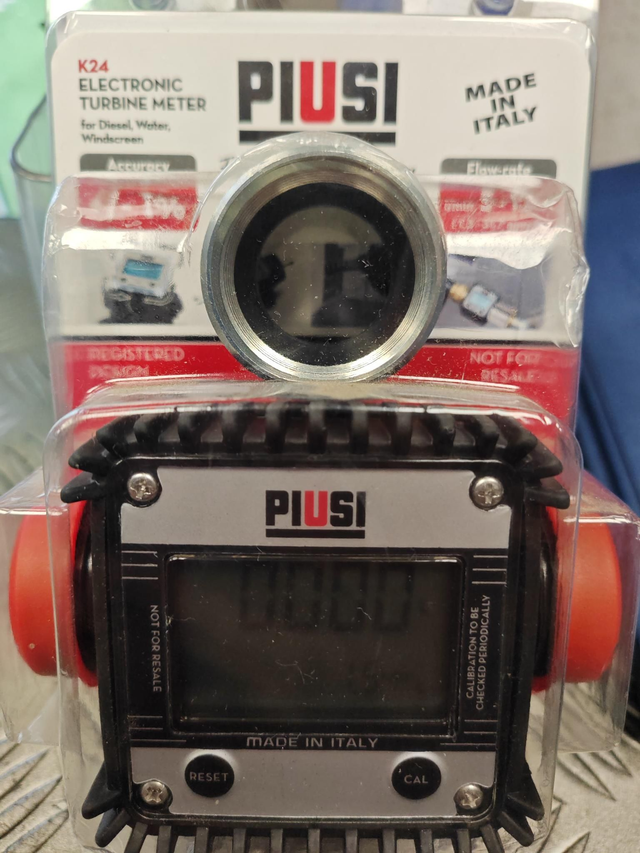 K24
ELECTRONIC
TURBINE METER
for Diesel, Water,
Windscreen
PIUSI
MADE
IN
ITALY
Accuracy
Flow-rate
REGISTERED
DESIGN
NOT FOR
RESALE
PIUSI
NOT FOR RESALE
CALIBRATION TO BE
CHECKED PERIODICALLY
MADE IN ITALY
RESET
CAL